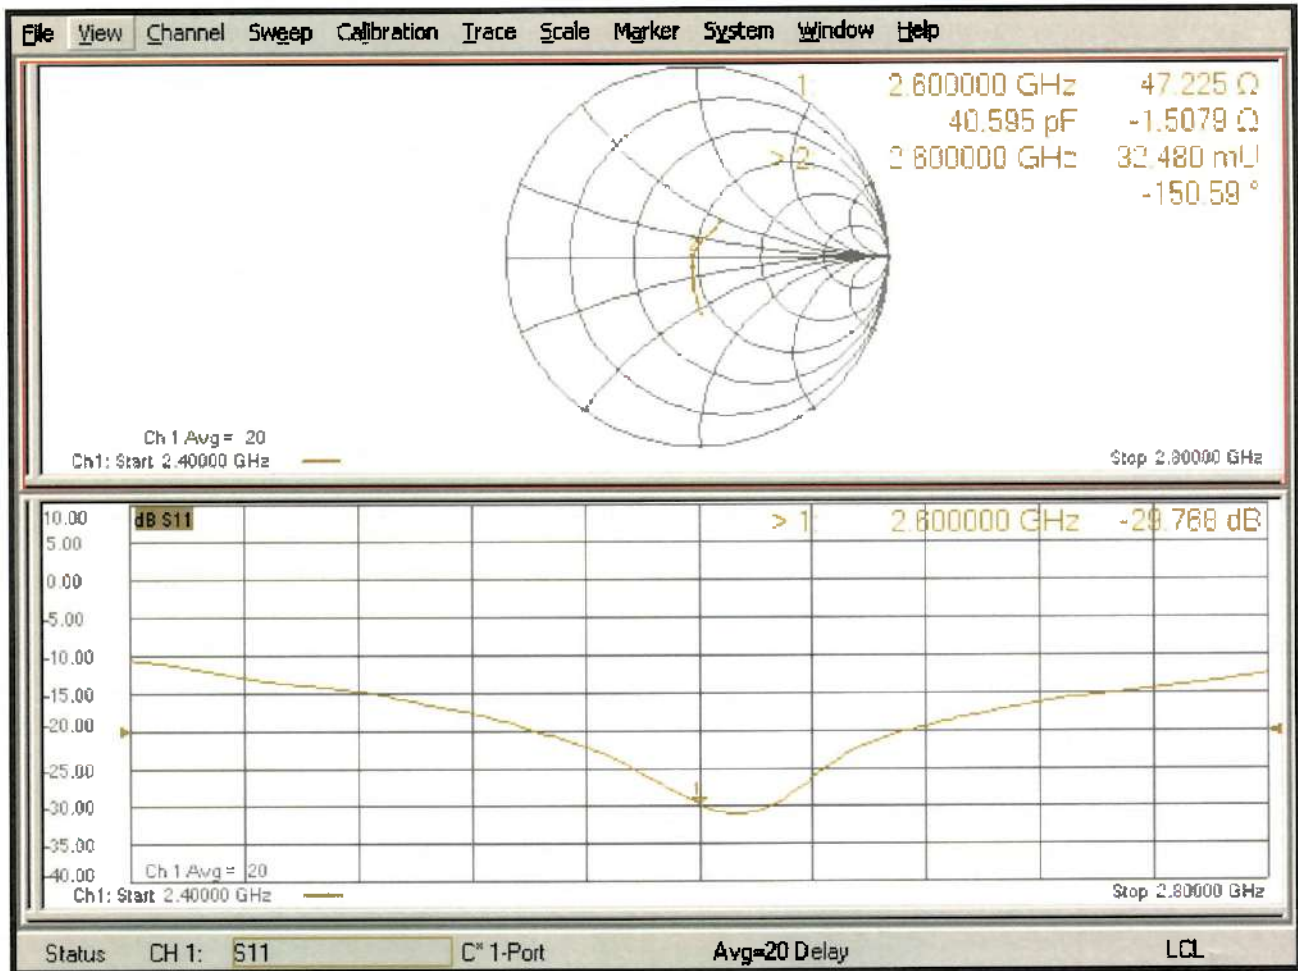 File View Channel Sweep Calibration Trace Scale Marker System Window Help
1: 2.600000 GHz 47.225 Ω
40.595 pF -1.5079 Ω
> 2: 2.600000 GHz 32.480 mU
-150.59 °
Ch 1 Avg = 20
Ch1: Start 2.40000 GHz
Stop 2.80000 GHz
10.00
dB S11
> 1: 2.600000 GHz -29.768 dB
5.00
0.00
-5.00
-10.00
-15.00
-20.00
-25.00
-30.00
-35.00
-40.00
1
Ch 1 Avg = 20
Ch1: Start 2.40000 GHz
Stop 2.80000 GHz
Status CH 1: S11 C* 1-Port Avg=20 Delay LCL